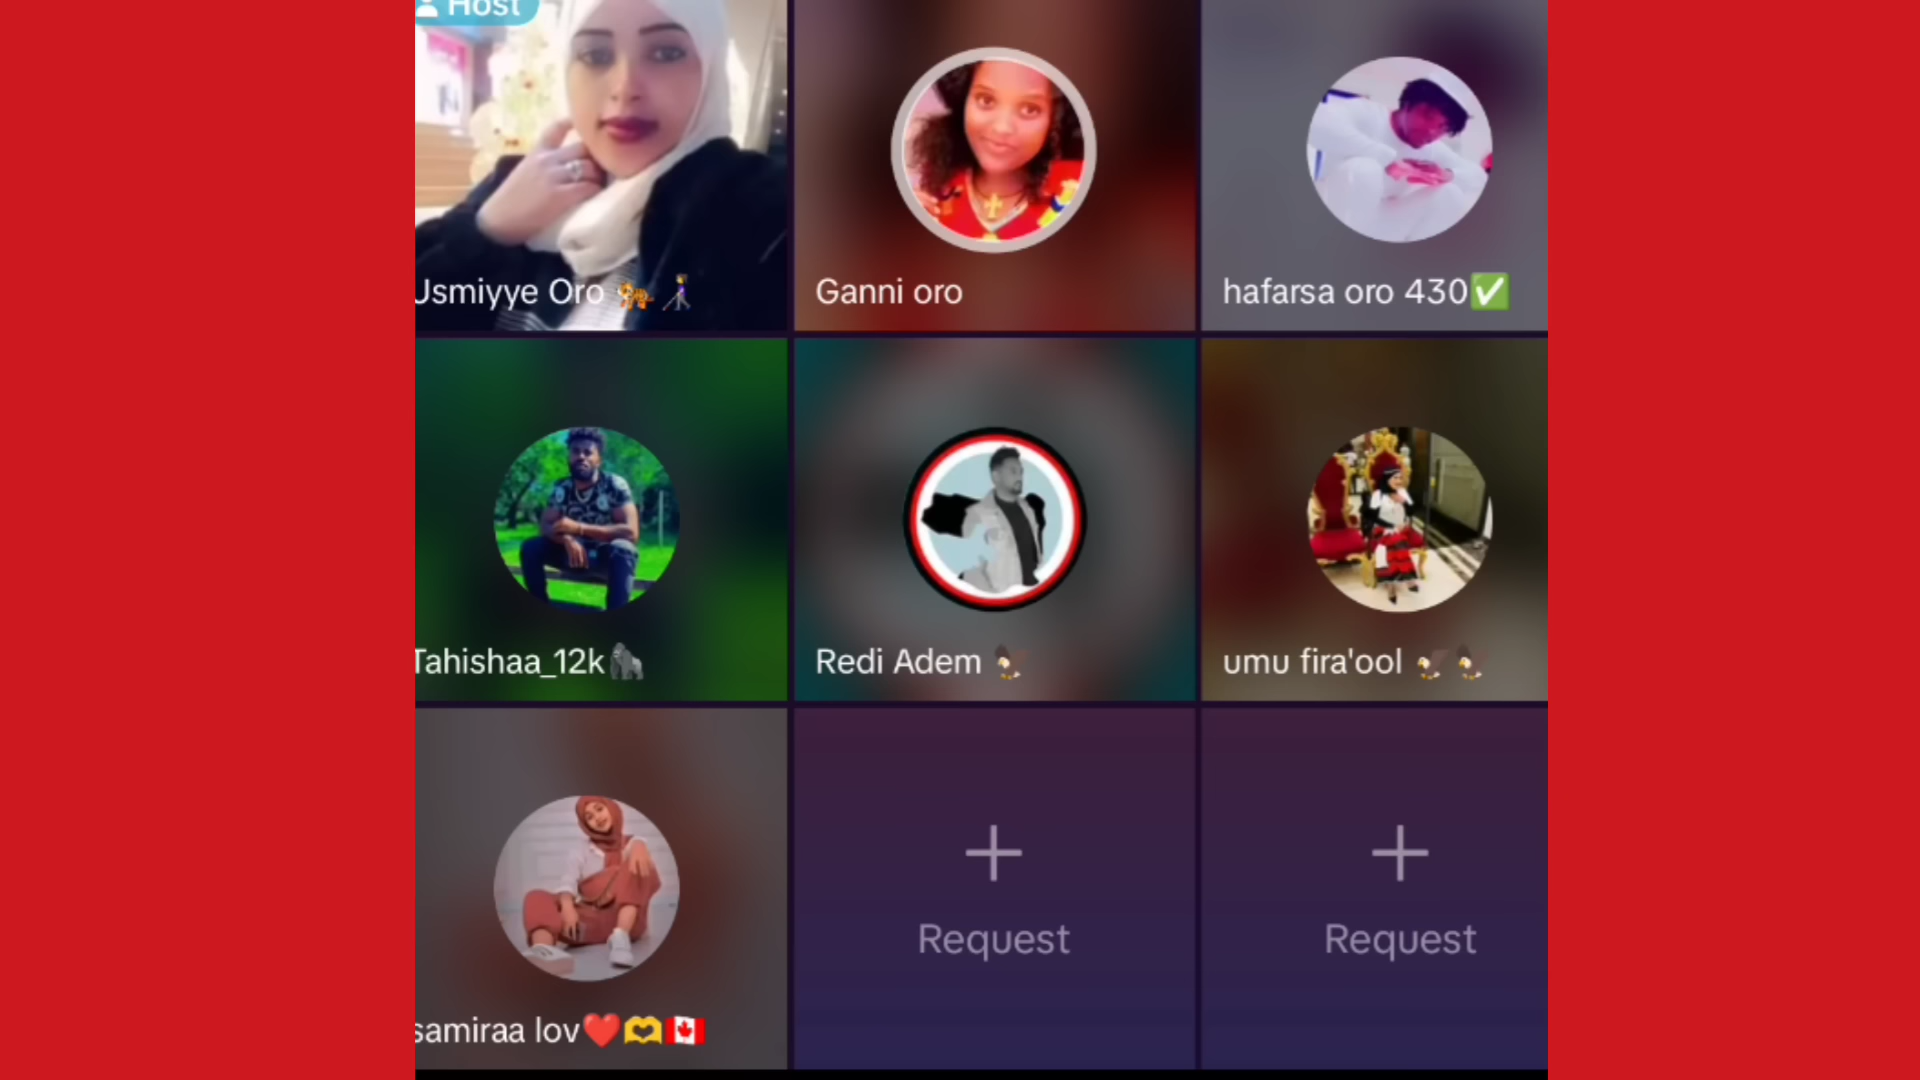 Host
Usmiyye Oro 🐅👩‍🦯
Ganni oro
hafarsa oro 430✅
Tahishaa_12k🦍
Redi Adem 🦅
umu fira'ool 🦅🦅
samiraa lov❤️🫶🇨🇦
+
Request
+
Request